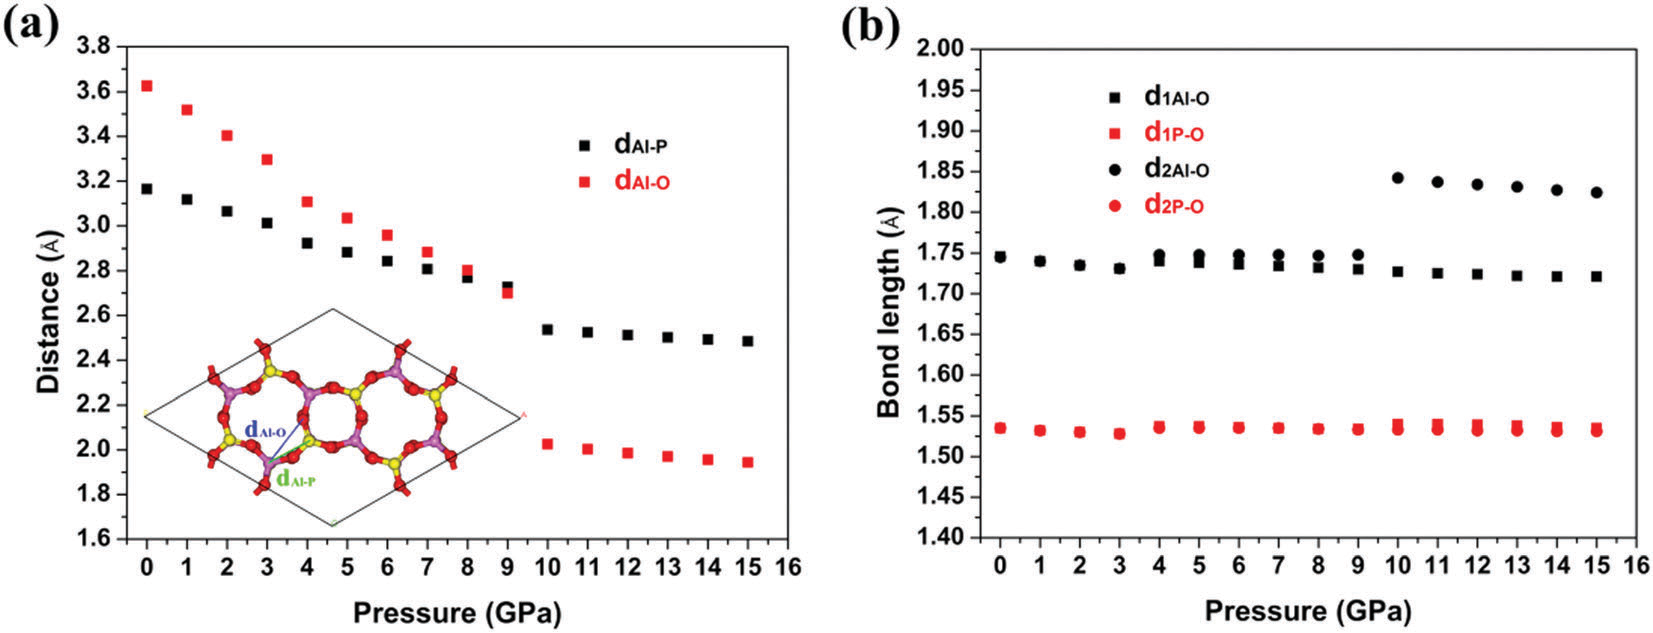 (a)
3.8
3.6
3.4
3.2
3.0
2.8
2.6
2.4
2.2
2.0
1.8
1.6
Distance (Å)
dAl-P
dAl-O
dAl-O
dAl-P
0 1 2 3 4 5 6 7 8 9 10 11 12 13 14 15 16
Pressure (GPa)
(b)
2.00
1.95
1.90
1.85
1.80
1.75
1.70
1.65
1.60
1.55
1.50
1.45
1.40
Bond length (Å)
d1Al-O
d1P-O
d2Al-O
d2P-O
0 1 2 3 4 5 6 7 8 9 10 11 12 13 14 15 16
Pressure (GPa)